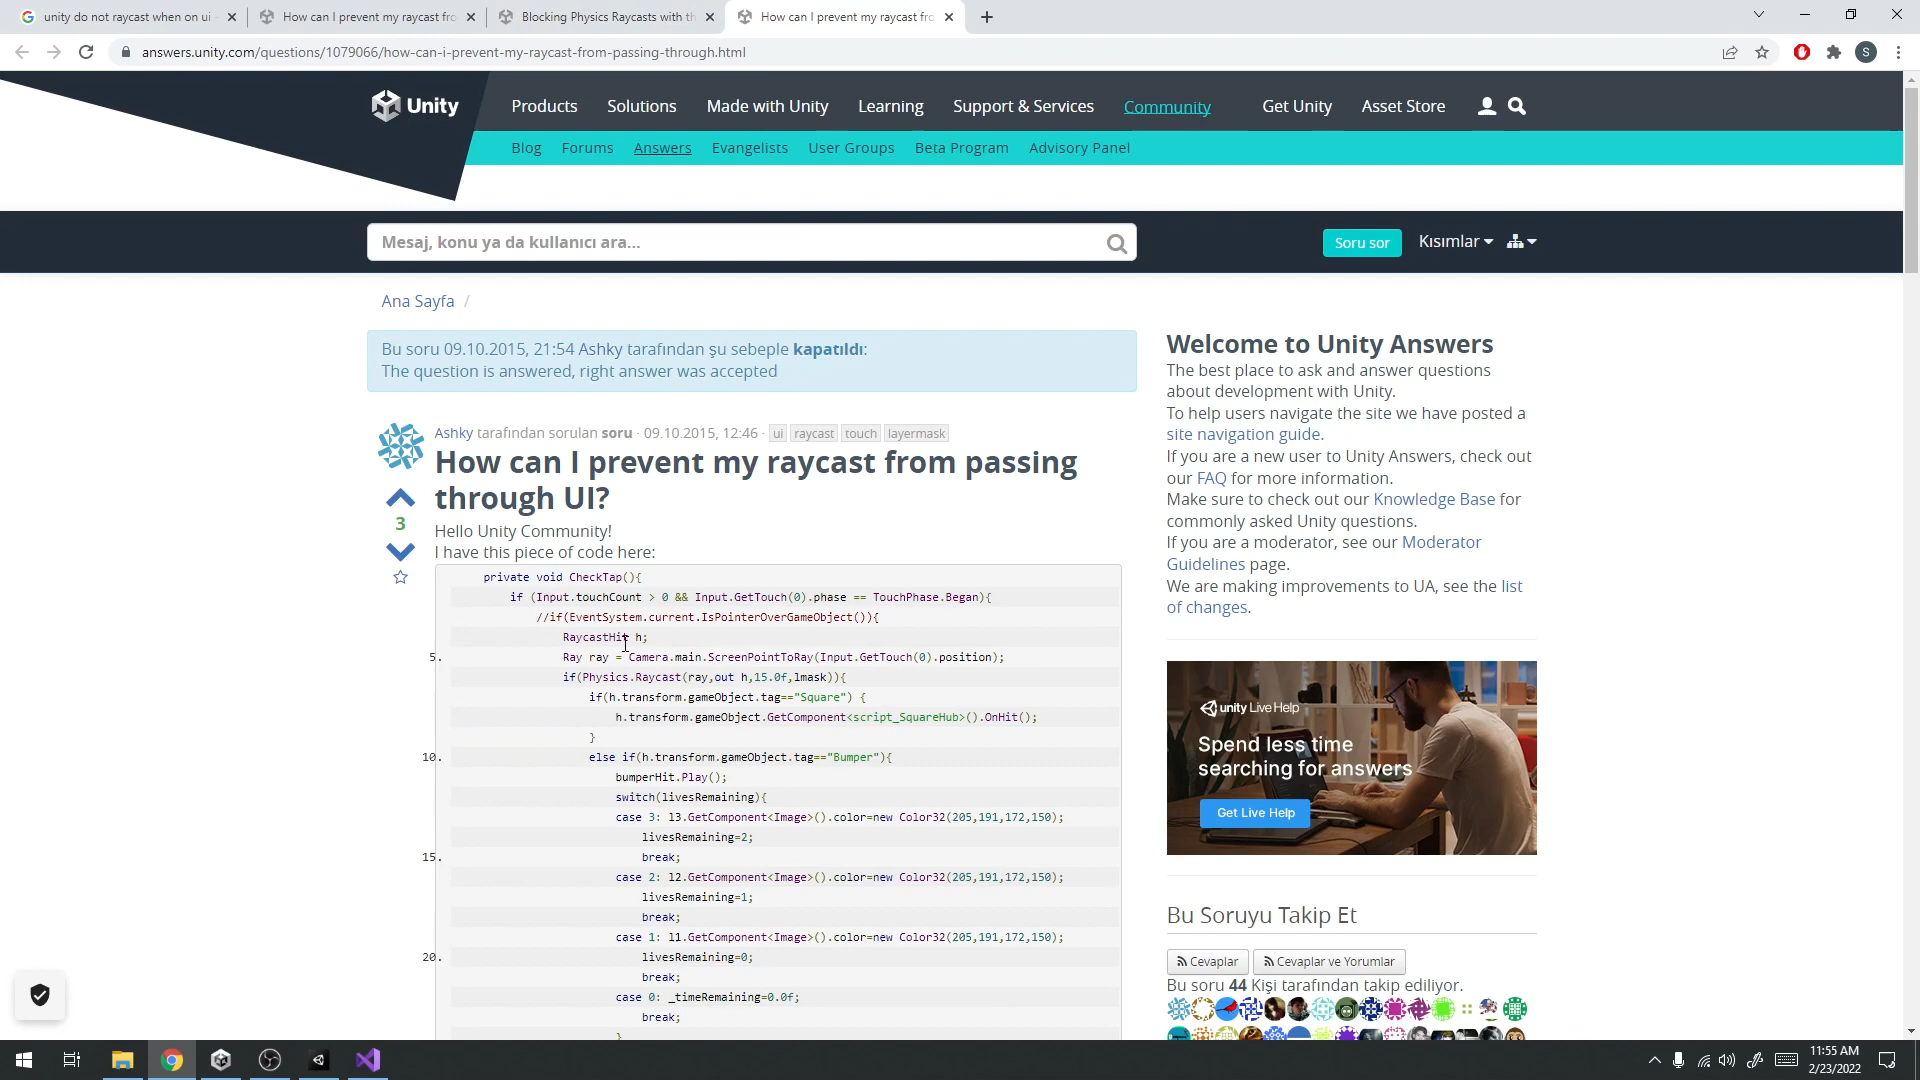 unity do not raycast when on ui
How can I prevent my raycast fro
Blocking Physics Raycasts with th
How can I prevent my raycast fro
answers.unity.com/questions/1079066/how-can-i-prevent-my-raycast-from-passing-through.html
S
Unity
Products Solutions Made with Unity Learning Support & Services Community Get Unity Asset Store
Blog Forums Answers Evangelists User Groups Beta Program Advisory Panel
Mesaj, konu ya da kullanıcı ara...
Soru sor
Kısımlar
Ana Sayfa /
Bu soru 09.10.2015, 21:54 Ashky tarafından şu sebeple kapatıldı:
The question is answered, right answer was accepted
Ashky tarafından sorulan soru · 09.10.2015, 12:46 · ui raycast touch layermask
How can I prevent my raycast from passing
through UI?
3
Hello Unity Community!
I have this piece of code here:
private void CheckTap(){
if (Input.touchCount > 0 && Input.GetTouch(0).phase == TouchPhase.Began){
//if(EventSystem.current.IsPointerOverGameObject()){
RaycastHit h;
5. Ray ray = Camera.main.ScreenPointToRay(Input.GetTouch(0).position);
if(Physics.Raycast(ray,out h,15.0f,lmask)){
if(h.transform.gameObject.tag=="Square") {
h.transform.gameObject.GetComponent<script_SquareHub>().OnHit();
}
10. else if(h.transform.gameObject.tag=="Bumper"){
bumperHit.Play();
switch(livesRemaining){
case 3: l3.GetComponent<Image>().color=new Color32(205,191,172,150);
livesRemaining=2;
15. break;
case 2: l2.GetComponent<Image>().color=new Color32(205,191,172,150);
livesRemaining=1;
break;
case 1: l1.GetComponent<Image>().color=new Color32(205,191,172,150);
20. livesRemaining=0;
break;
case 0: _timeRemaining=0.0f;
break;
}
Welcome to Unity Answers
The best place to ask and answer questions
about development with Unity.
To help users navigate the site we have posted a
site navigation guide.
If you are a new user to Unity Answers, check out
our FAQ for more information.
Make sure to check out our Knowledge Base for
commonly asked Unity questions.
If you are a moderator, see our Moderator
Guidelines page.
We are making improvements to UA, see the list
of changes.
unity Live Help
Spend less time
searching for answers
Get Live Help
Bu Soruyu Takip Et
Cevaplar
Cevaplar ve Yorumlar
Bu soru 44 Kişi tarafından takip ediliyor.
11:55 AM
2/23/2022